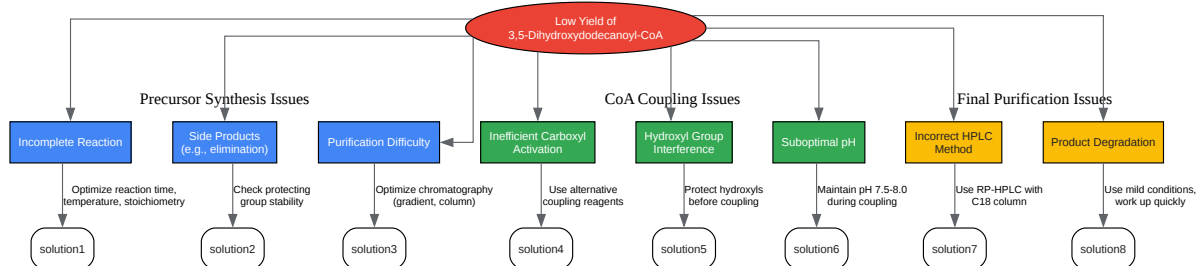 Low Yield of
3,5-Dihydroxydodecanoyl-CoA
Precursor Synthesis Issues
CoA Coupling Issues
Final Purification Issues
Incomplete Reaction
Side Products
(e.g., elimination)
Purification Difficulty
Inefficient Carboxyl
Activation
Hydroxyl Group
Interference
Suboptimal pH
Incorrect HPLC
Method
Product Degradation
Optimize reaction time,
temperature, stoichiometry
Check protecting
group stability
Optimize chromatography
(gradient, column)
Use alternative
coupling reagents
Protect hydroxyls
before coupling
Maintain pH 7.5-8.0
during coupling
Use RP-HPLC with
C18 column
Use mild conditions,
work up quickly
solution1
solution2
solution3
solution4
solution5
solution6
solution7
solution8